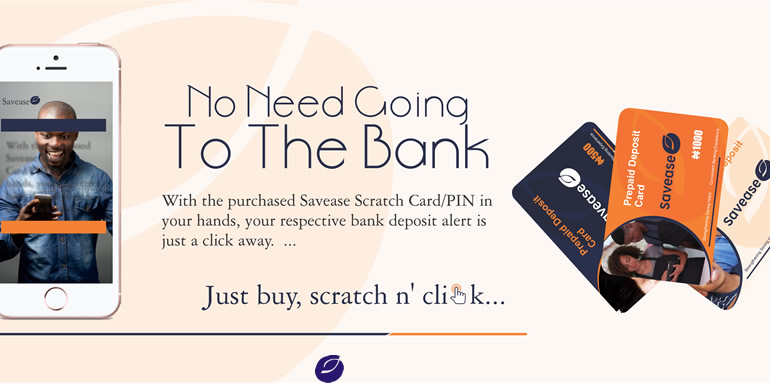 Savease
No Need Going
To The Bank
With the purchased Savease Scratch Card/PIN in
your hands, your respective bank deposit alert is
just a click away. ...
Just buy, scratch n' click...
₦500
Savease
Prepaid Deposit
Card
₦1000
Savease
Prepaid Deposit
Card
Savease